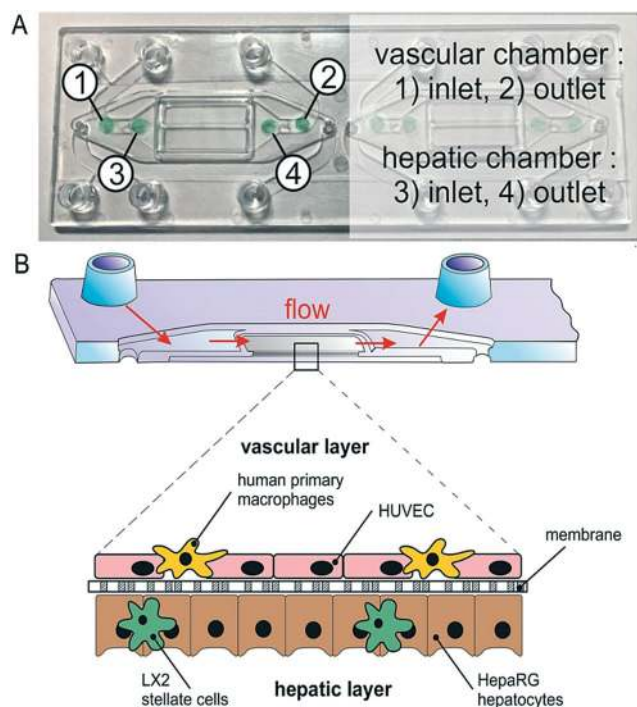 A
1
2
3
4
vascular chamber :
1) inlet, 2) outlet
hepatic chamber :
3) inlet, 4) outlet
B
flow
vascular layer
human primary
macrophages
HUVEC
membrane
LX2
stellate cells
hepatic layer
HepaRG
hepatocytes